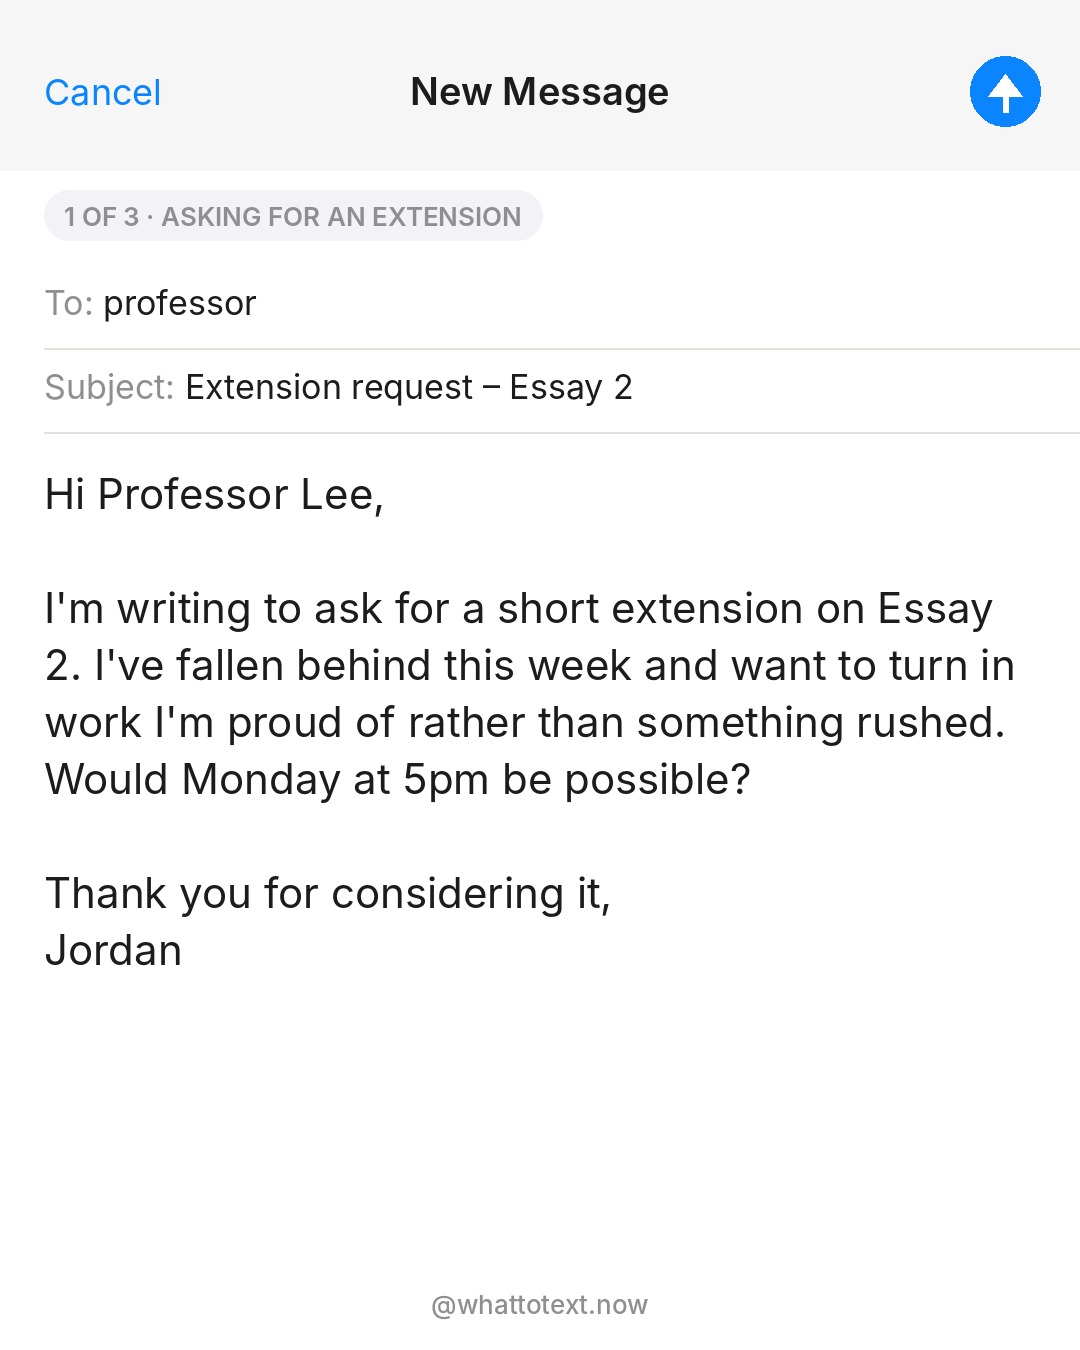 Cancel
New Message
1 OF 3 · ASKING FOR AN EXTENSION
To: professor
Subject: Extension request – Essay 2
Hi Professor Lee,
I'm writing to ask for a short extension on Essay
2. I've fallen behind this week and want to turn in
work I'm proud of rather than something rushed.
Would Monday at 5pm be possible?
Thank you for considering it,
Jordan
@whattotext.now